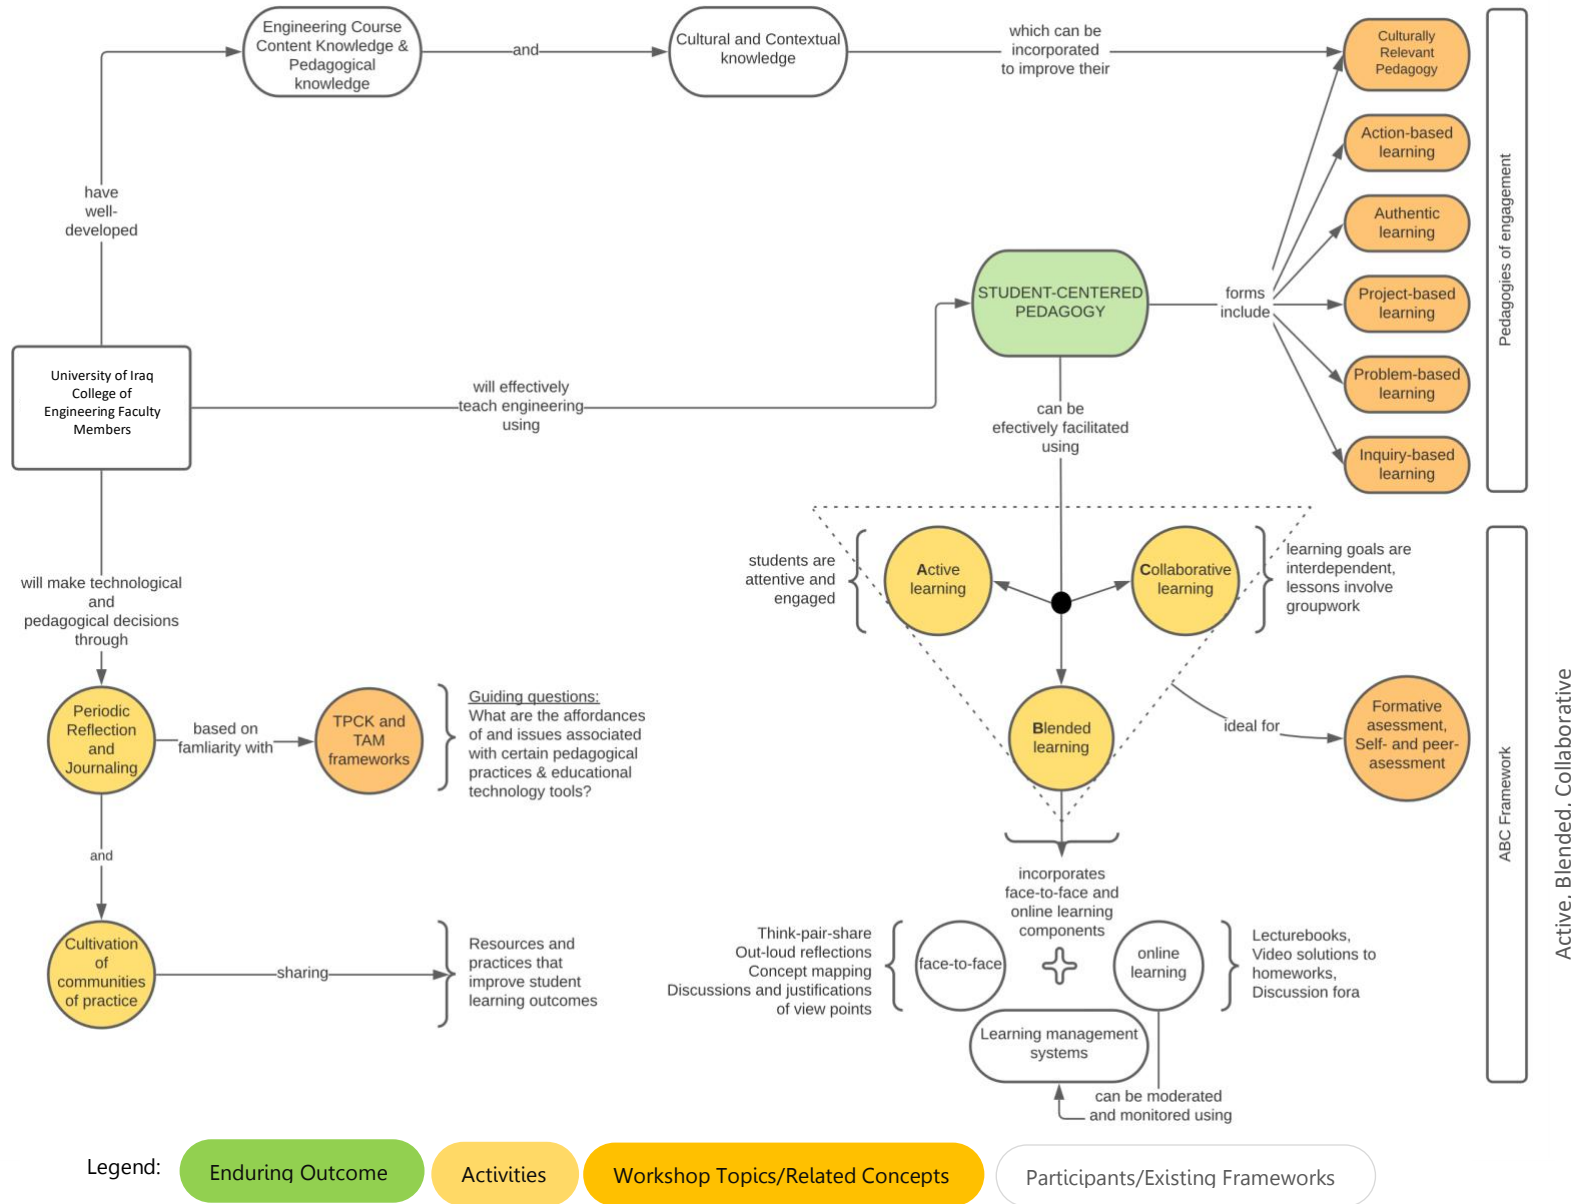 Engineering Course
Content Knowledge &
Pedagogical
knowledge
and
Cultural and Contextual
knowledge
which can be
incorporated
to improve their
Culturally
Relevant
Pedagogy
Action-based
learning
Authentic
learning
Project-based
learning
Problem-based
learning
Inquiry-based
learning
Pedagogies of engagement
have
well-
developed
STUDENT-CENTERED
PEDAGOGY
forms
include
University of Iraq
College of
Engineering Faculty
Members
will effectively
teach engineering
using
can be
efectively facilitated
using
students are
attentive and
engaged
Active
learning
Collaborative
learning
learning goals are
interdependent,
lessons involve
groupwork
will make technological
and
pedagogical decisions
through
Periodic
Reflection
and
Journaling
based on
famliarity with
TPCK and
TAM
frameworks
Guiding questions:
What are the affordances
of and issues associated
with certain pedagogical
practices & educational
technology tools?
Blended
learning
ideal for
Formative
asessment,
Self- and peer-
asessment
ABC Framework
Active, Blended, Collaborative
and
incorporates
face-to-face and
online learning
components
Cultivation
of
communities
of practice
sharing
Resources and
practices that
improve student
learning outcomes
Think-pair-share
Out-loud reflections
Concept mapping
Discussions and justifications
of view points
face-to-face
online
learning
Lecturebooks,
Video solutions to
homeworks,
Discussion fora
Learning management
systems
can be moderated
and monitored using
Legend:
Enduring Outcome
Activities
Workshop Topics/Related Concepts
Participants/Existing Frameworks